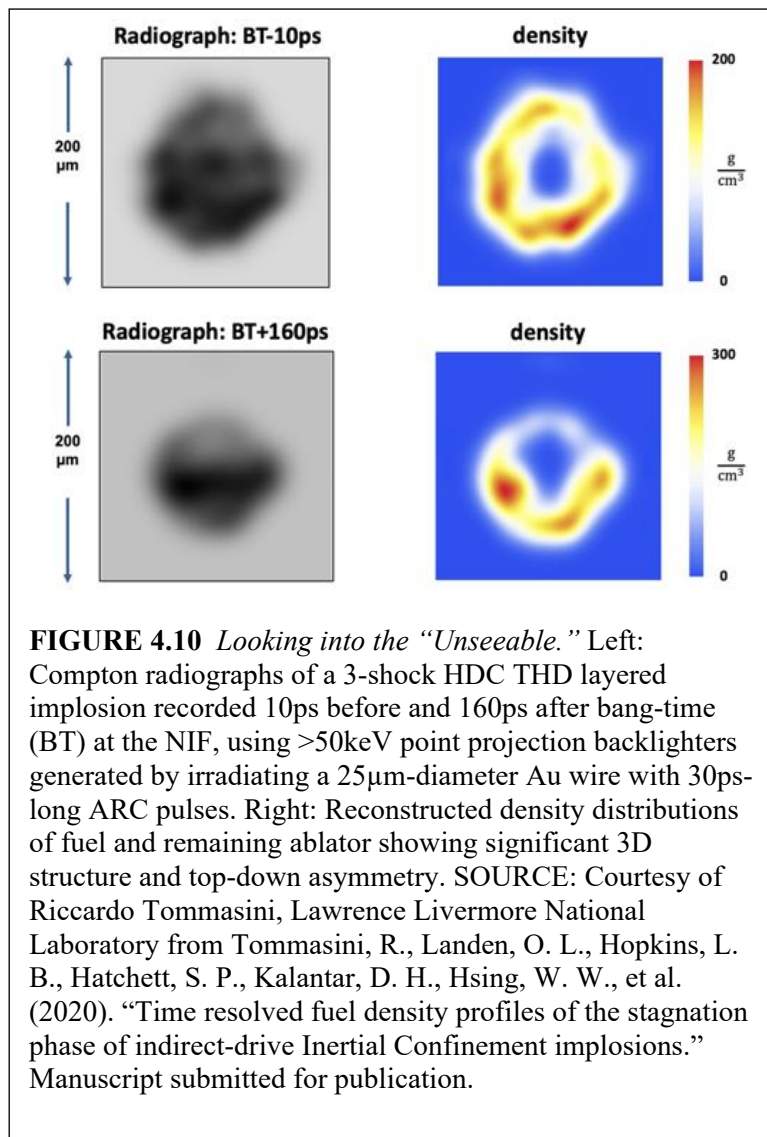 Radiograph: BT-10ps
density
200
µm
200
g
cm³
0
Radiograph: BT+160ps
density
200
µm
300
g
cm³
0
FIGURE 4.10 Looking into the “Unseeable.” Left:
Compton radiographs of a 3-shock HDC THD layered
implosion recorded 10ps before and 160ps after bang-time
(BT) at the NIF, using >50keV point projection backlighters
generated by irradiating a 25µm-diameter Au wire with 30ps-
long ARC pulses. Right: Reconstructed density distributions
of fuel and remaining ablator showing significant 3D
structure and top-down asymmetry. SOURCE: Courtesy of
Riccardo Tommasini, Lawrence Livermore National
Laboratory from Tommasini, R., Landen, O. L., Hopkins, L.
B., Hatchett, S. P., Kalantar, D. H., Hsing, W. W., et al.
(2020). “Time resolved fuel density profiles of the stagnation
phase of indirect-drive Inertial Confinement implosions.”
Manuscript submitted for publication.